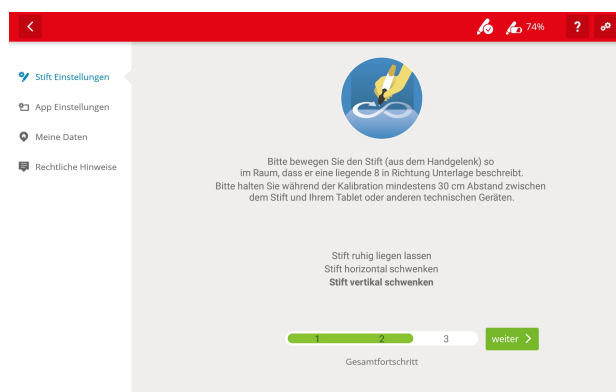 74%
?
Stift Einstellungen
App Einstellungen
Meine Daten
Rechtliche Hinweise
Bitte bewegen Sie den Stift (aus dem Handgelenk) so
im Raum, dass er eine liegende 8 in Richtung Unterlage beschreibt.
Bitte halten Sie während der Kalibration mindestens 30 cm Abstand zwischen
dem Stift und Ihrem Tablet oder anderen technischen Geräten.
Stift ruhig liegen lassen
Stift horizontal schwenken
Stift vertikal schwenken
1 2 3
weiter
Gesamtfortschritt